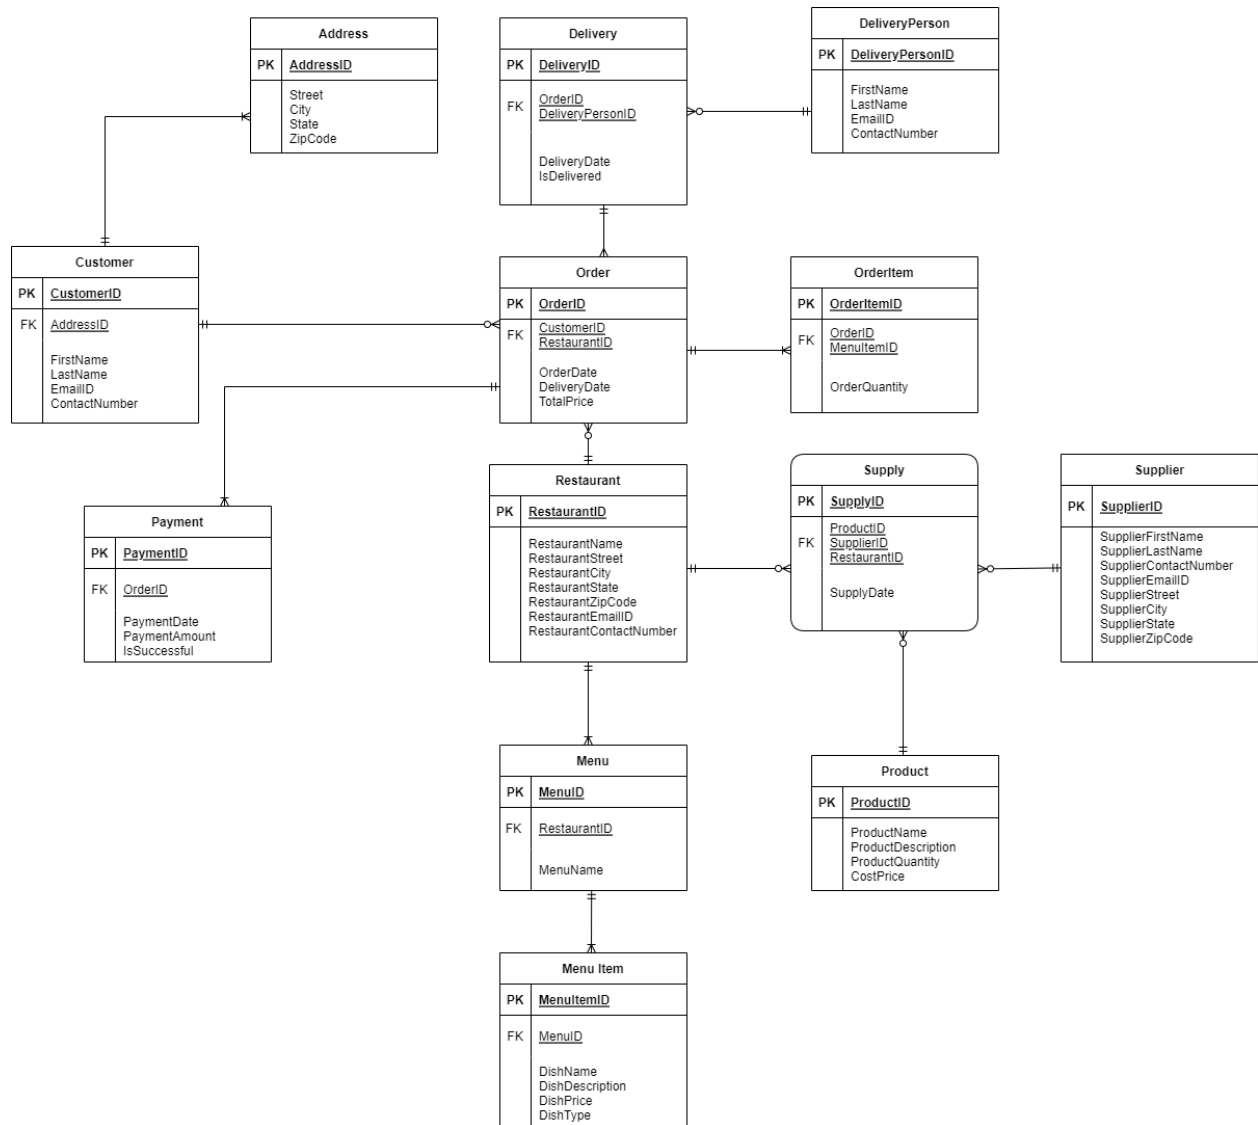 Address
PK AddressID
Street
City
State
ZipCode
Delivery
PK DeliveryID
FK OrderID
DeliveryPersonID
DeliveryDate
IsDelivered
DeliveryPerson
PK DeliveryPersonID
FirstName
LastName
EmailID
ContactNumber
Customer
PK CustomerID
FK AddressID
FirstName
LastName
EmailID
ContactNumber
Order
PK OrderID
FK CustomerID
RestaurantID
OrderDate
DeliveryDate
TotalPrice
OrderItem
PK OrderItemID
FK OrderID
MenuItemID
OrderQuantity
Payment
PK PaymentID
FK OrderID
PaymentDate
PaymentAmount
IsSuccessful
Restaurant
PK RestaurantID
RestaurantName
RestaurantStreet
RestaurantCity
RestaurantState
RestaurantZipCode
RestaurantEmailID
RestaurantContactNumber
Supply
PK SupplyID
ProductID
FK SupplierID
RestaurantID
SupplyDate
Supplier
PK SupplierID
SupplierFirstName
SupplierLastName
SupplierContactNumber
SupplierEmailID
SupplierStreet
SupplierCity
SupplierState
SupplierZipCode
Menu
PK MenuID
FK RestaurantID
MenuName
Product
PK ProductID
ProductName
ProductDescription
ProductQuantity
CostPrice
Menu Item
PK MenuItemID
FK MenuID
DishName
DishDescription
DishPrice
DishType